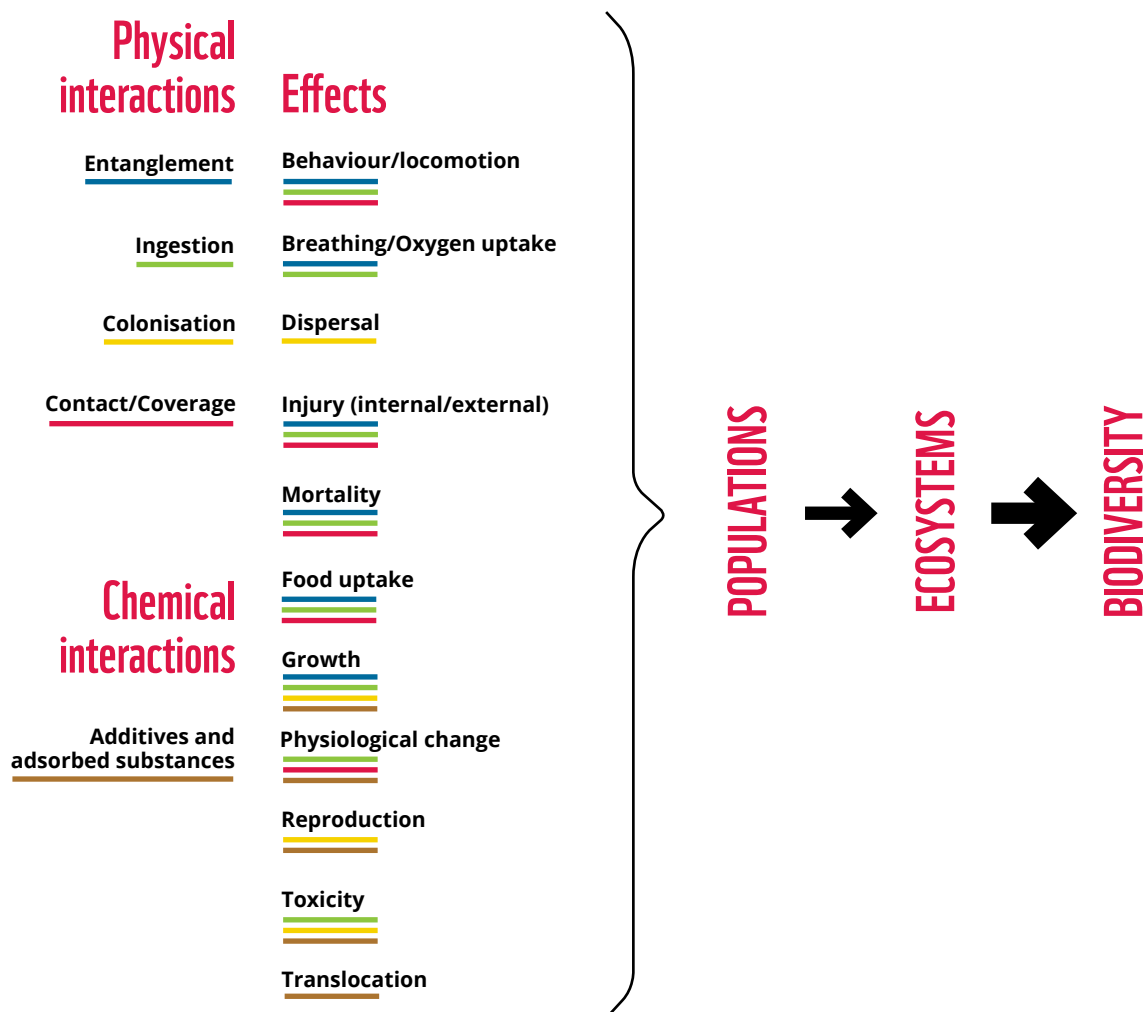 Physical
interactions
Effects
Entanglement
Behaviour/locomotion
Ingestion
Breathing/Oxygen uptake
Colonisation
Dispersal
Contact/Coverage
Injury (internal/external)
Mortality
Food uptake
Chemical
interactions
Growth
Additives and
adsorbed substances
Physiological change
Reproduction
Toxicity
Translocation
POPULATIONS
ECOSYSTEMS
BIODIVERSITY